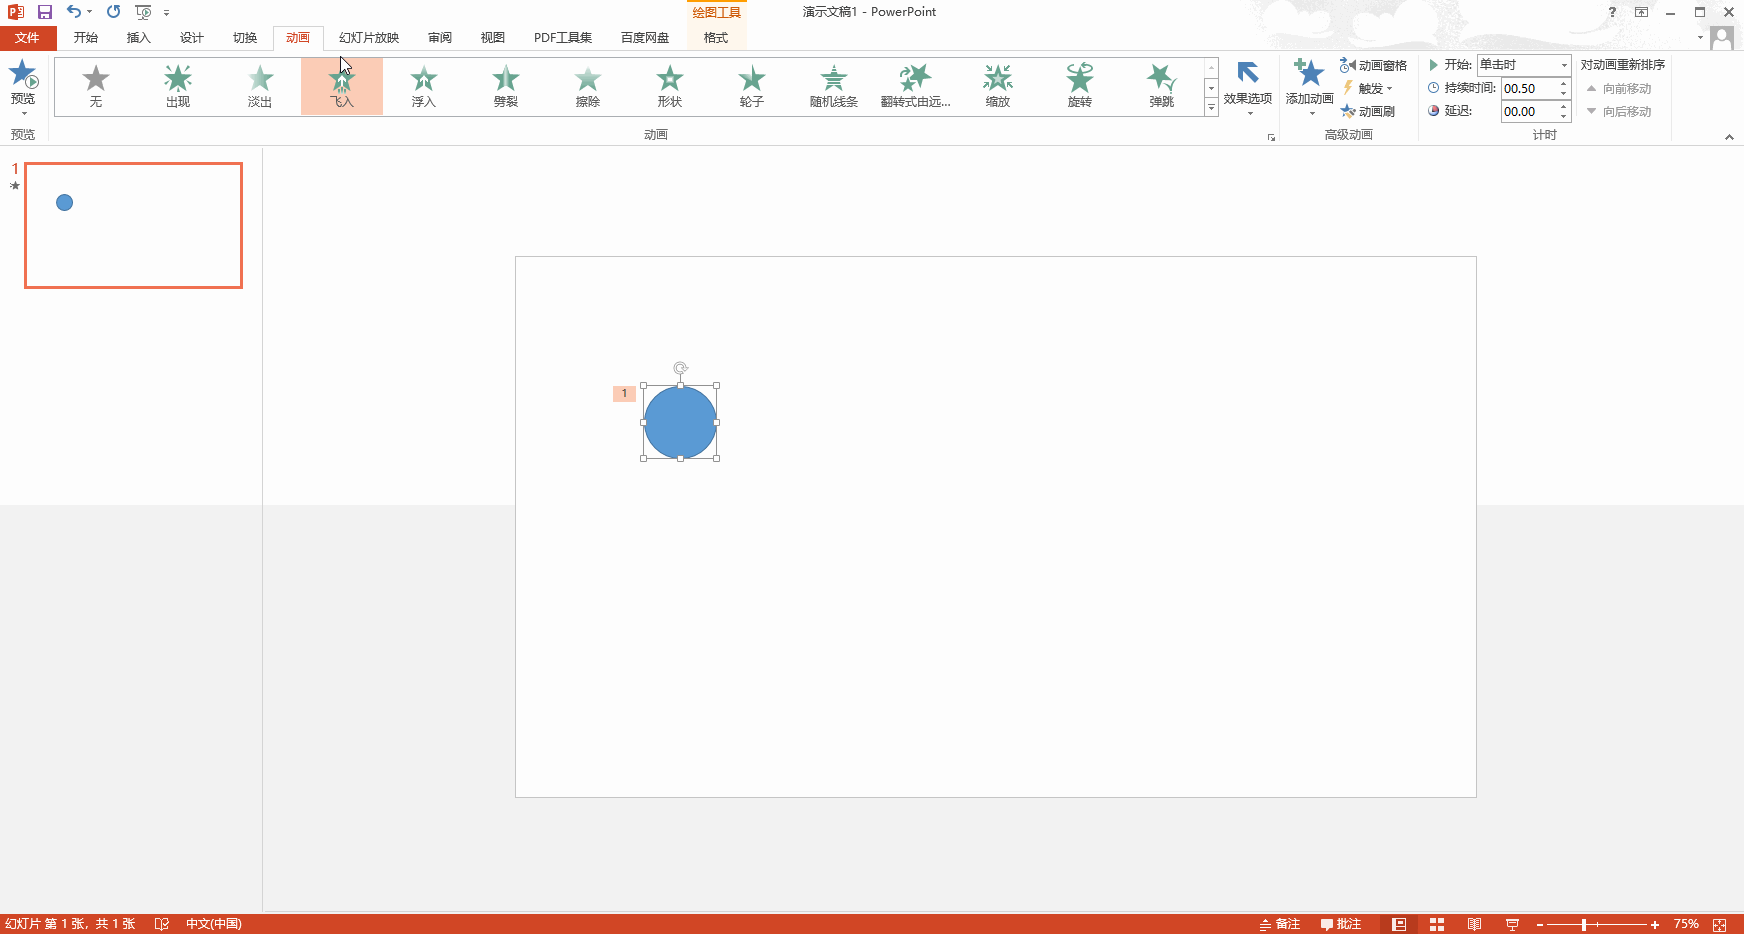 绘图工具
演示文稿1 - PowerPoint
?
文件 开始 插入 设计 切换 动画 幻灯片放映 审阅 视图 PDF工具集 百度网盘 格式
预览
无 出现 淡出 飞入 浮入 劈裂 擦除 形状 轮子 随机线条 翻转式由远... 缩放 旋转 弹跳
效果选项
添加动画
动画窗格
触发
动画刷
开始: 单击时
持续时间: 00.50
延迟: 00.00
对动画重新排序
向前移动
向后移动
预览 动画 高级动画 计时
1
1
幻灯片 第 1 张，共 1 张 中文(中国) 备注 批注 75%